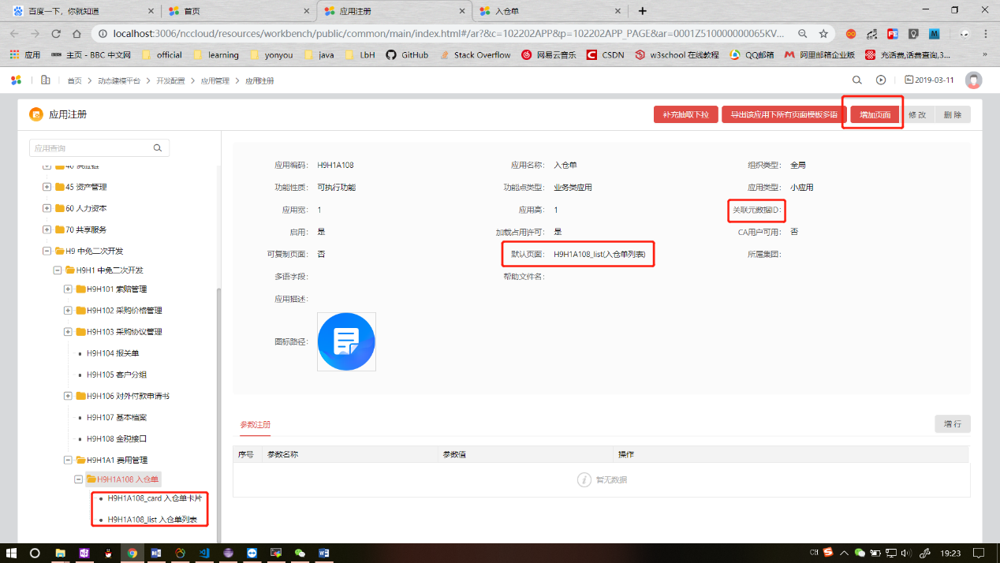 百度一下，你就知道
首页
应用注册
入仓单
localhost:3006/nccloud/resources/workbench/public/common/main/index.html#/ar?&c=102202APP&p=102202APP_PAGE&ar=0001Z510000000065KV...
应用
主页 - BBC 中文网
official
learning
yonyou
java
LbH
GitHub
Stack Overflow
网易云音乐
CSDN
w3school 在线教程
QQ邮箱
阿里邮箱企业版
充话费,话费查询,3...
»
首页 > 动态建模平台 > 开发配置 > 应用管理 > 应用注册
2019-03-11
应用注册
补充抽取下拉
导出该应用下所有页面模板多语
增加页面
修改
删除
应用查询
40 供应链
45 资产管理
60 人力资本
70 共享服务
H9 中免二次开发
H9H1 中免二次开发
H9H101 索赔管理
H9H102 采购价格管理
H9H103 采购协议管理
H9H104 报关单
H9H105 客户分组
H9H106 对外付款申请书
H9H107 基本档案
H9H108 金税接口
H9H1A1 费用管理
H9H1A108 入仓单
H9H1A108_card 入仓单卡片
H9H1A108_list 入仓单列表
应用编码： H9H1A108 应用名称： 入仓单 组织类型： 全局
功能性质： 可执行功能 功能点类型： 业务类应用 应用类型： 小应用
应用宽： 1 应用高： 1 关联元数据ID：
启用： 是 加载占用许可： 是 CA用户可用： 否
可复制页面： 否 默认页面： H9H1A108_list(入仓单列表) 所属集团：
多语字段： 帮助文件名：
应用描述：
图标路径：
参数注册
增行
序号 参数名称 参数值 操作
暂无数据
CH
19:23